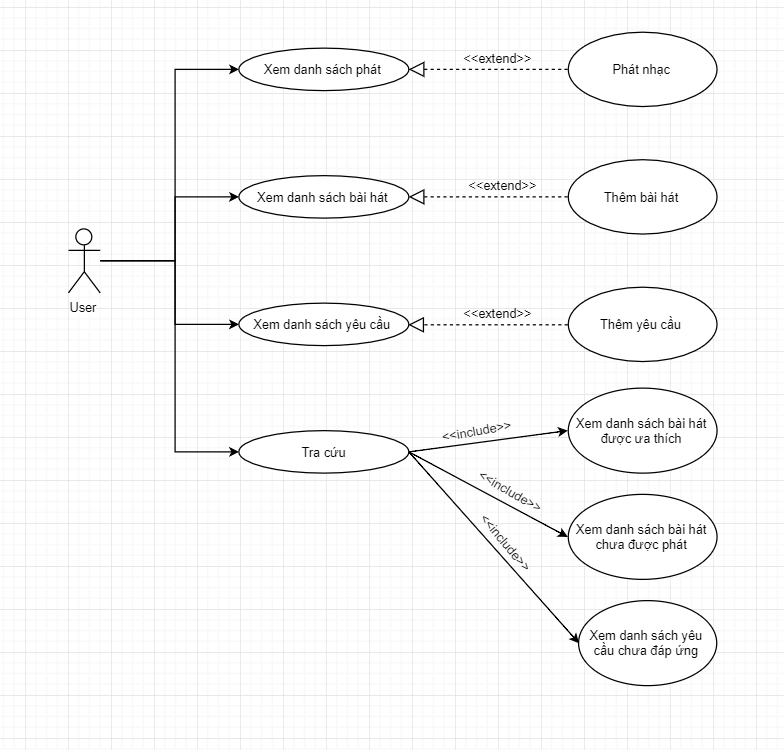 Xem danh sách phát
<<extend>>
Phát nhạc
Xem danh sách bài hát
<<extend>>
Thêm bài hát
User
Xem danh sách yêu cầu
<<extend>>
Thêm yêu cầu
Tra cứu
<<include>>
Xem danh sách bài hát
được ưa thích
<<include>>
Xem danh sách bài hát
chưa được phát
<<include>>
Xem danh sách yêu
cầu chưa đáp ứng